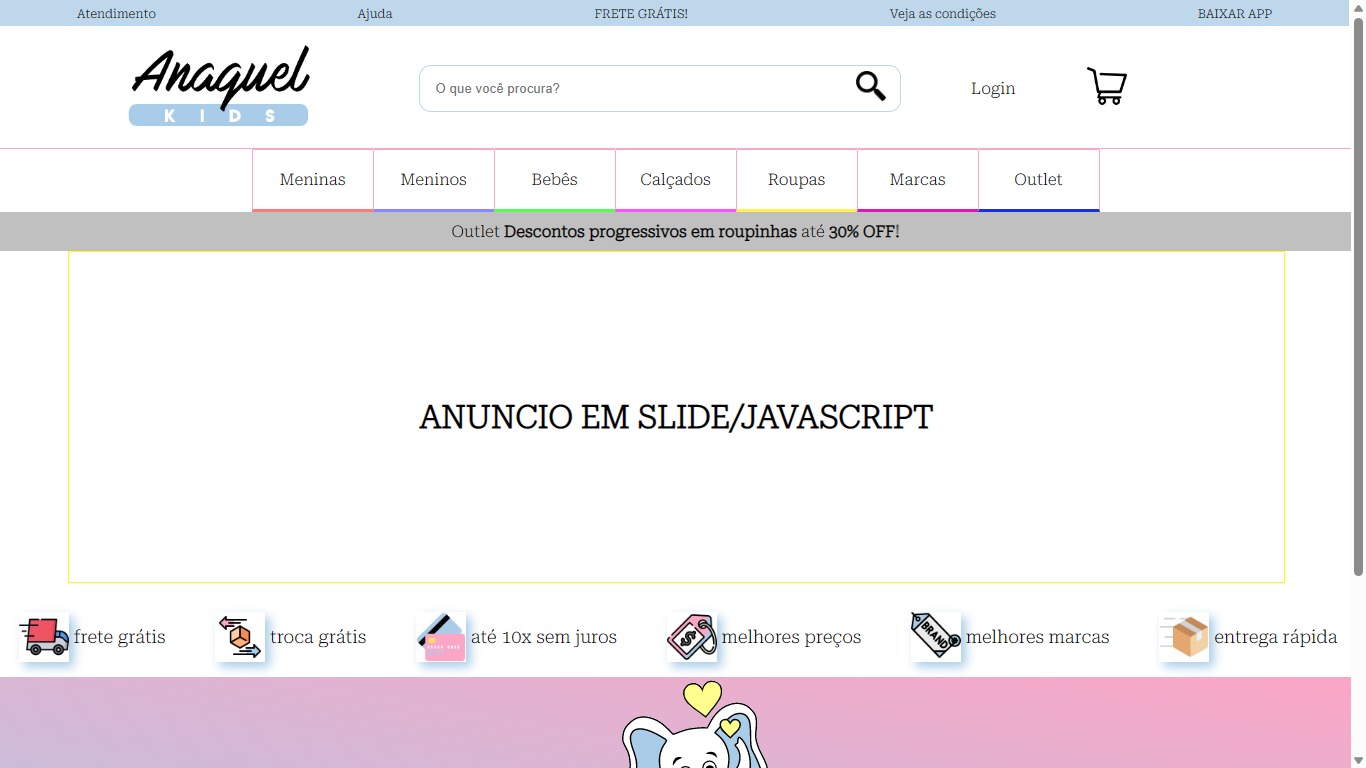 Atendimento Ajuda FRETE GRÁTIS! Veja as condições BAIXAR APP
Anaquel
KIDS
O que você procura?
Login
Meninas Meninos Bebês Calçados Roupas Marcas Outlet
Outlet Descontos progressivos em roupinhas até 30% OFF!
ANUNCIO EM SLIDE/JAVASCRIPT
frete grátis troca grátis até 10x sem juros melhores preços BRAND melhores marcas entrega rápida